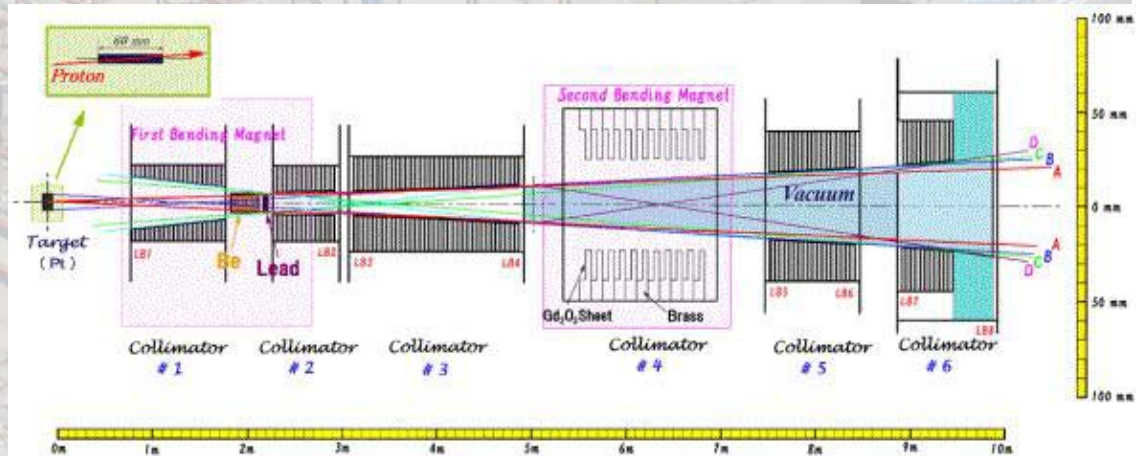 60 mm
Proton
First Bending Magnet
Second Bending Magnet
100 mm
50 mm
0 mm
50 mm
100 mm
D
C
B
A
Vacuum
A
B
C
D
Target
( Pt )
LB1
Be
Lead
LB2
LB3
LB4
Gd₂O₃Sheet
Brass
LB5
LB6
LB7
LB8
Collimator
# 1
Collimator
# 2
Collimator
# 3
Collimator
# 4
Collimator
# 5
Collimator
# 6
0m
1m
2m
3m
4m
5m
6m
7m
8m
9m
10m